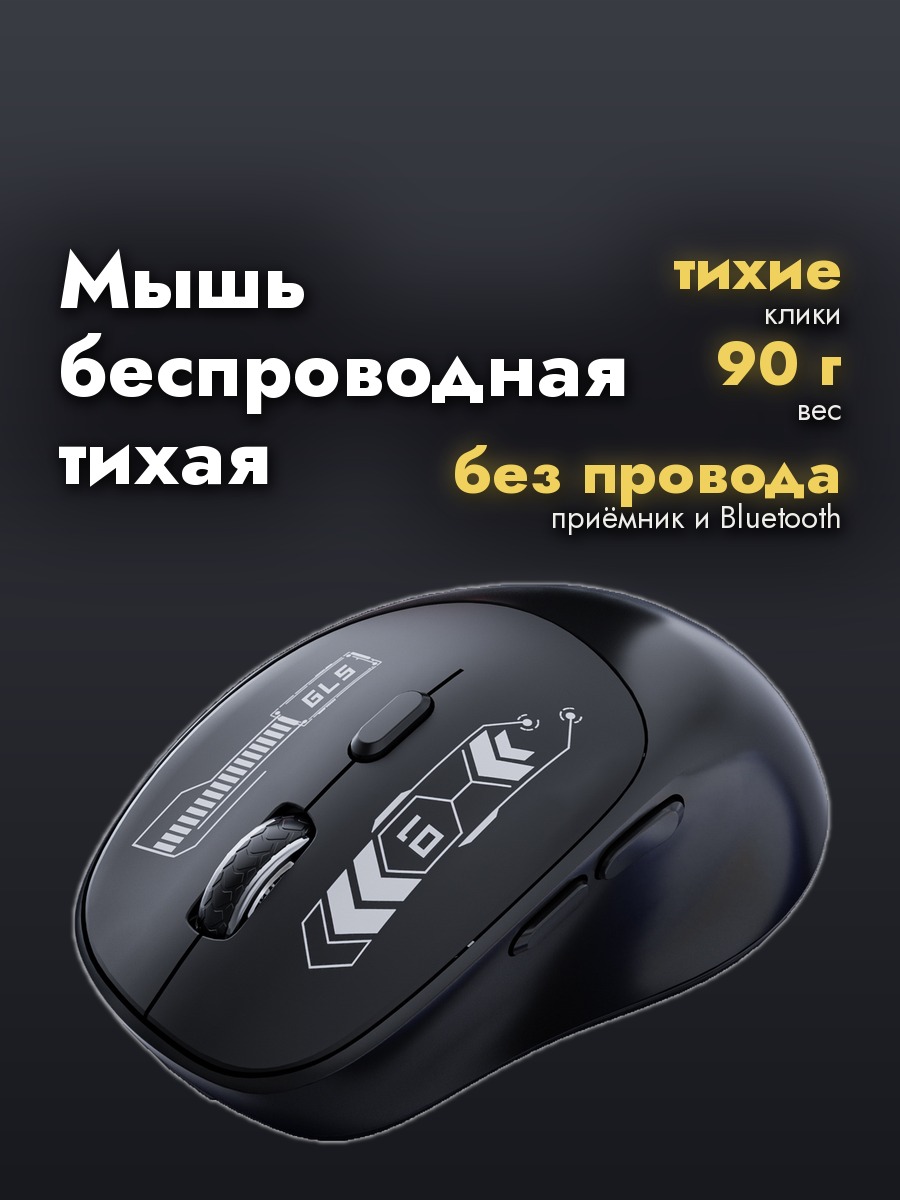 Мышь
беспроводная
тихая
тихие
клики
90 г
вес
без провода
приёмник и Bluetooth
GLS